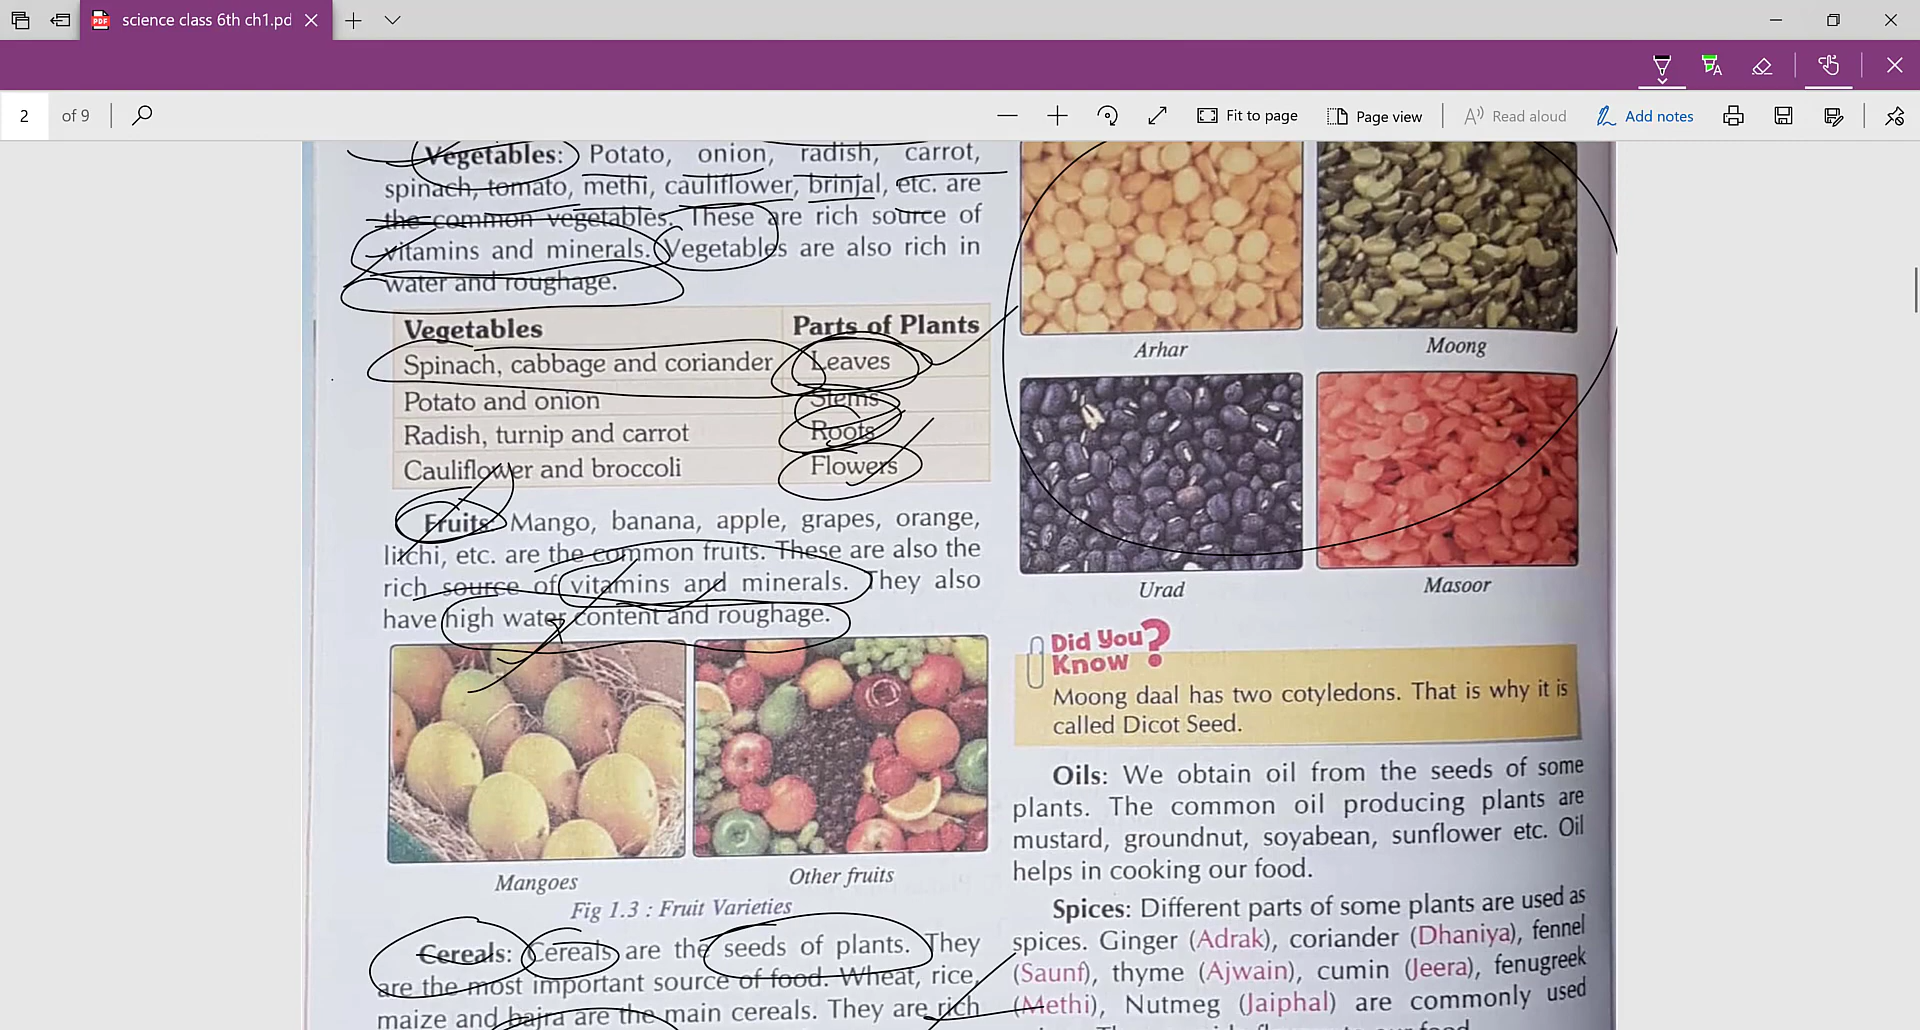 science class 6th ch1.pd
2 of 9
Fit to page
Page view
Read aloud
Add notes
Vegetables: Potato, onion, radish, carrot,
spinach, tomato, methi, cauliflower, brinjal, etc. are
the common vegetables. These are rich source of
vitamins and minerals. Vegetables are also rich in
water and roughage.
Vegetables Parts of Plants
Spinach, cabbage and coriander Leaves
Potato and onion Stems
Radish, turnip and carrot Roots
Cauliflower and broccoli Flowers
Fruits: Mango, banana, apple, grapes, orange,
litchi, etc. are the common fruits. These are also the
rich source of vitamins and minerals. They also
have high water content and roughage.
Mangoes
Other fruits
Fig 1.3 : Fruit Varieties
Cereals: Cereals are the seeds of plants. They
are the most important source of food. Wheat, rice,
maize and bajra are the main cereals. They are rich
Arhar
Moong
Urad
Masoor
Did You
Know ?
Moong daal has two cotyledons. That is why it is
called Dicot Seed.
Oils: We obtain oil from the seeds of some
plants. The common oil producing plants are
mustard, groundnut, soyabean, sunflower etc. Oil
helps in cooking our food.
Spices: Different parts of some plants are used as
spices. Ginger (Adrak), coriander (Dhaniya), fennel
(Saunf), thyme (Ajwain), cumin (Jeera), fenugreek
(Methi), Nutmeg (Jaiphal) are commonly used